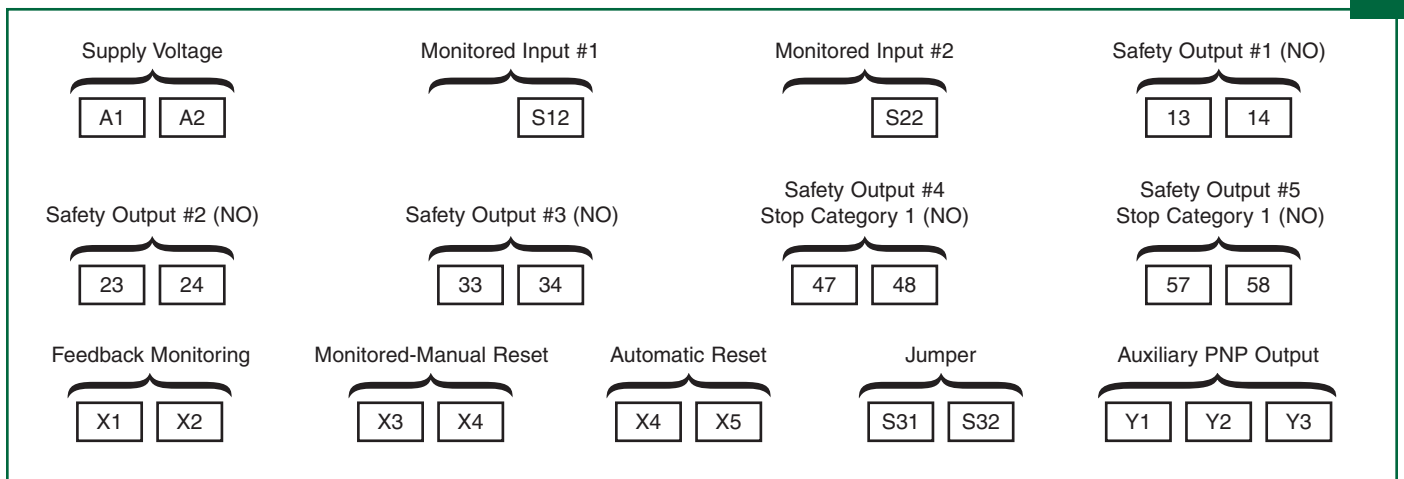 Supply Voltage Monitored Input #1 Monitored Input #2 Safety Output #1 (NO)
A1 A2 S12 S22 13 14
Safety Output #2 (NO) Safety Output #3 (NO) Safety Output #4 Stop Category 1 (NO) Safety Output #5 Stop Category 1 (NO)
23 24 33 34 47 48 57 58
Feedback Monitoring Monitored-Manual Reset Automatic Reset Jumper Auxiliary PNP Output
X1 X2 X3 X4 X4 X5 S31 S32 Y1 Y2 Y3